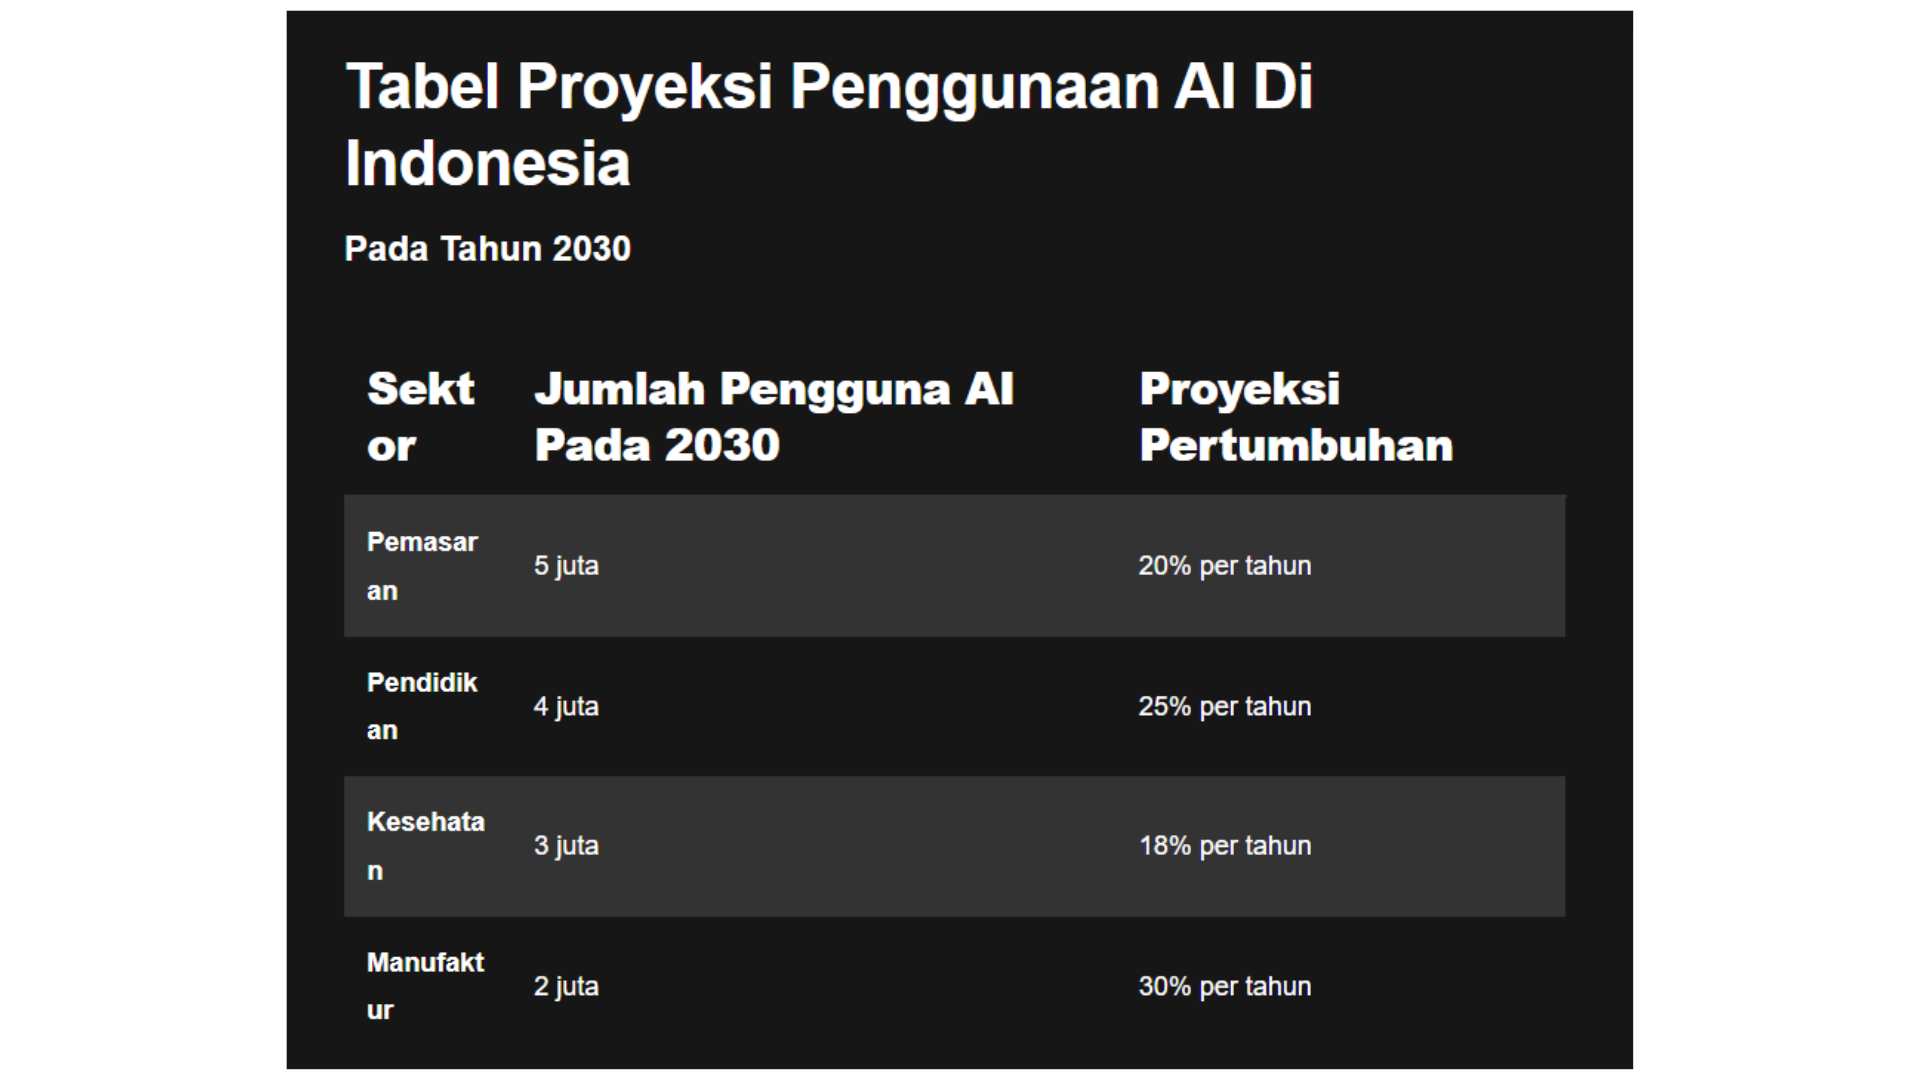 Tabel Proyeksi Penggunaan AI Di
Indonesia
Pada Tahun 2030
Sekt
or
Jumlah Pengguna AI
Pada 2030
Proyeksi
Pertumbuhan
Pemasar
an
5 juta
20% per tahun
Pendidik
an
4 juta
25% per tahun
Kesehata
n
3 juta
18% per tahun
Manufakt
ur
2 juta
30% per tahun